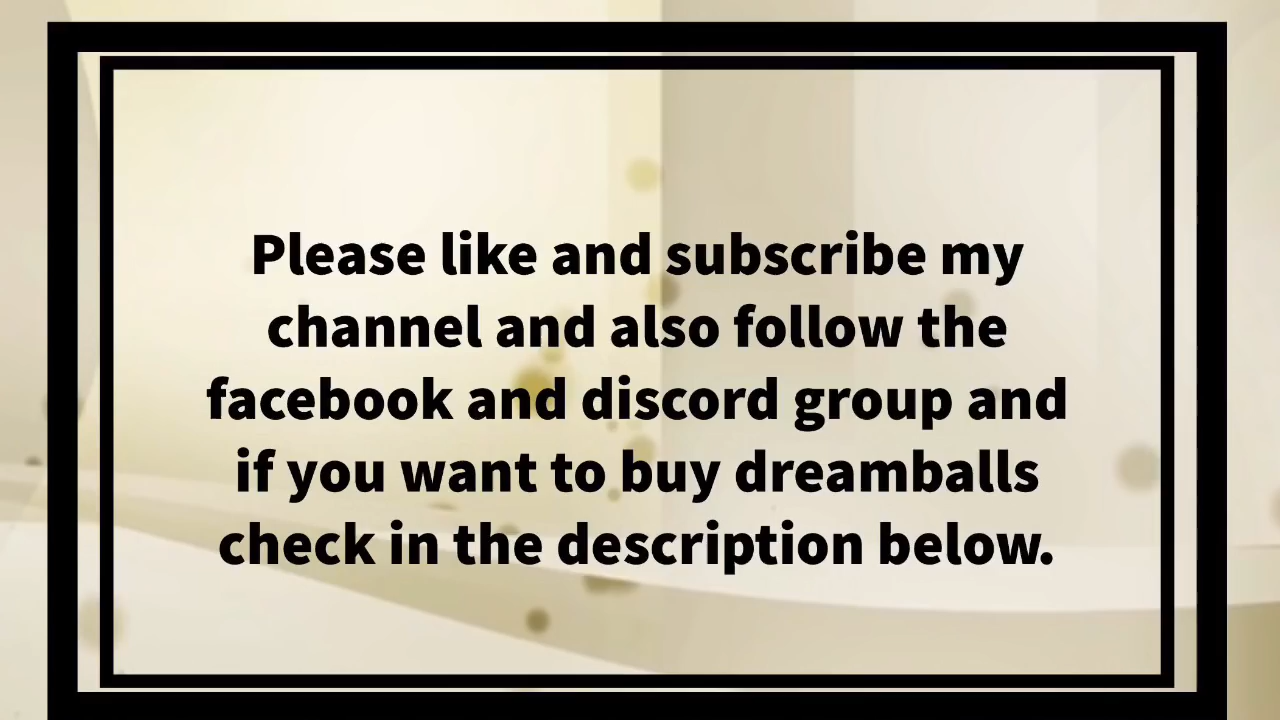 Please like and subscribe my
channel and also follow the
facebook and discord group and
if you want to buy dreamballs
check in the description below.